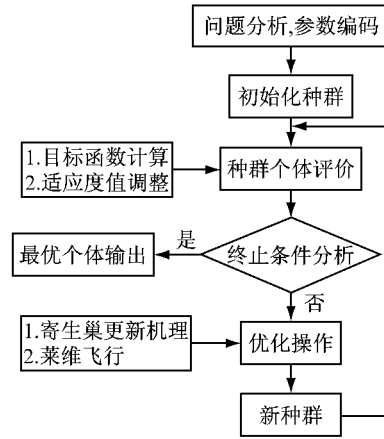 问题分析,参数编码
初始化种群
1.目标函数计算
2.适应度值调整
种群个体评价
最优个体输出
是
终止条件分析
否
1.寄生巢更新机理
2.莱维飞行
优化操作
新种群